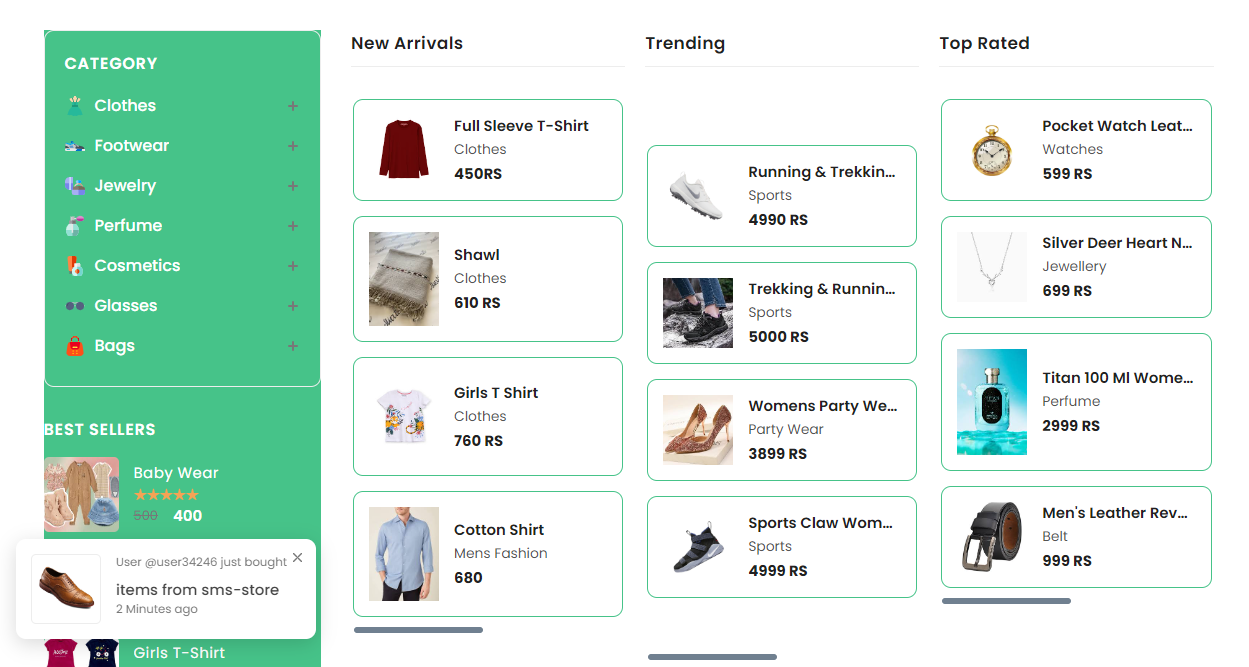 CATEGORY
Clothes +
Footwear +
Jewelry +
Perfume +
Cosmetics +
Glasses +
Bags +
BEST SELLERS
Baby Wear
★★★★★
500 400
User @user34246 just bought
items from sms-store
2 Minutes ago
Girls T-Shirt
New Arrivals
Full Sleeve T-Shirt
Clothes
450RS
Shawl
Clothes
610 RS
Girls T Shirt
Clothes
760 RS
Cotton Shirt
Mens Fashion
680
Trending
Running & Trekkin...
Sports
4990 RS
Trekking & Runnin...
Sports
5000 RS
Womens Party We...
Party Wear
3899 RS
Sports Claw Wom...
Sports
4999 RS
Top Rated
Pocket Watch Leat...
Watches
599 RS
Silver Deer Heart N...
Jewellery
699 RS
Titan 100 Ml Wome...
Perfume
2999 RS
Men's Leather Rev...
Belt
999 RS